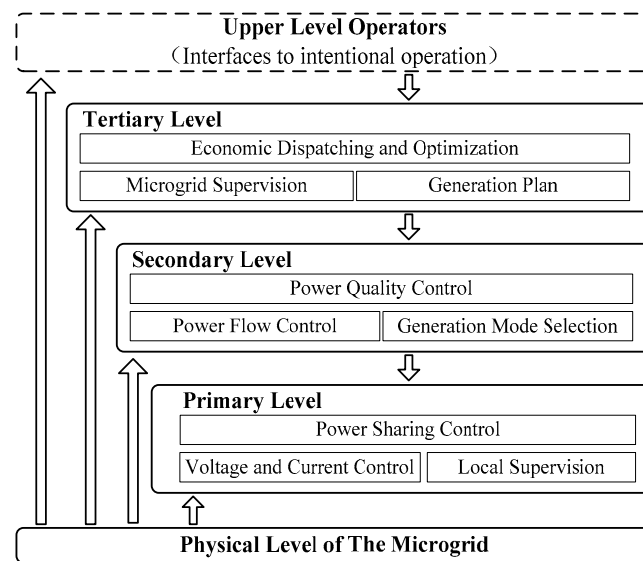 Upper Level Operators
（Interfaces to intentional operation）
Tertiary Level
Economic Dispatching and Optimization
Microgrid Supervision
Generation Plan
Secondary Level
Power Quality Control
Power Flow Control
Generation Mode Selection
Primary Level
Power Sharing Control
Voltage and Current Control
Local Supervision
Physical Level of The Microgrid